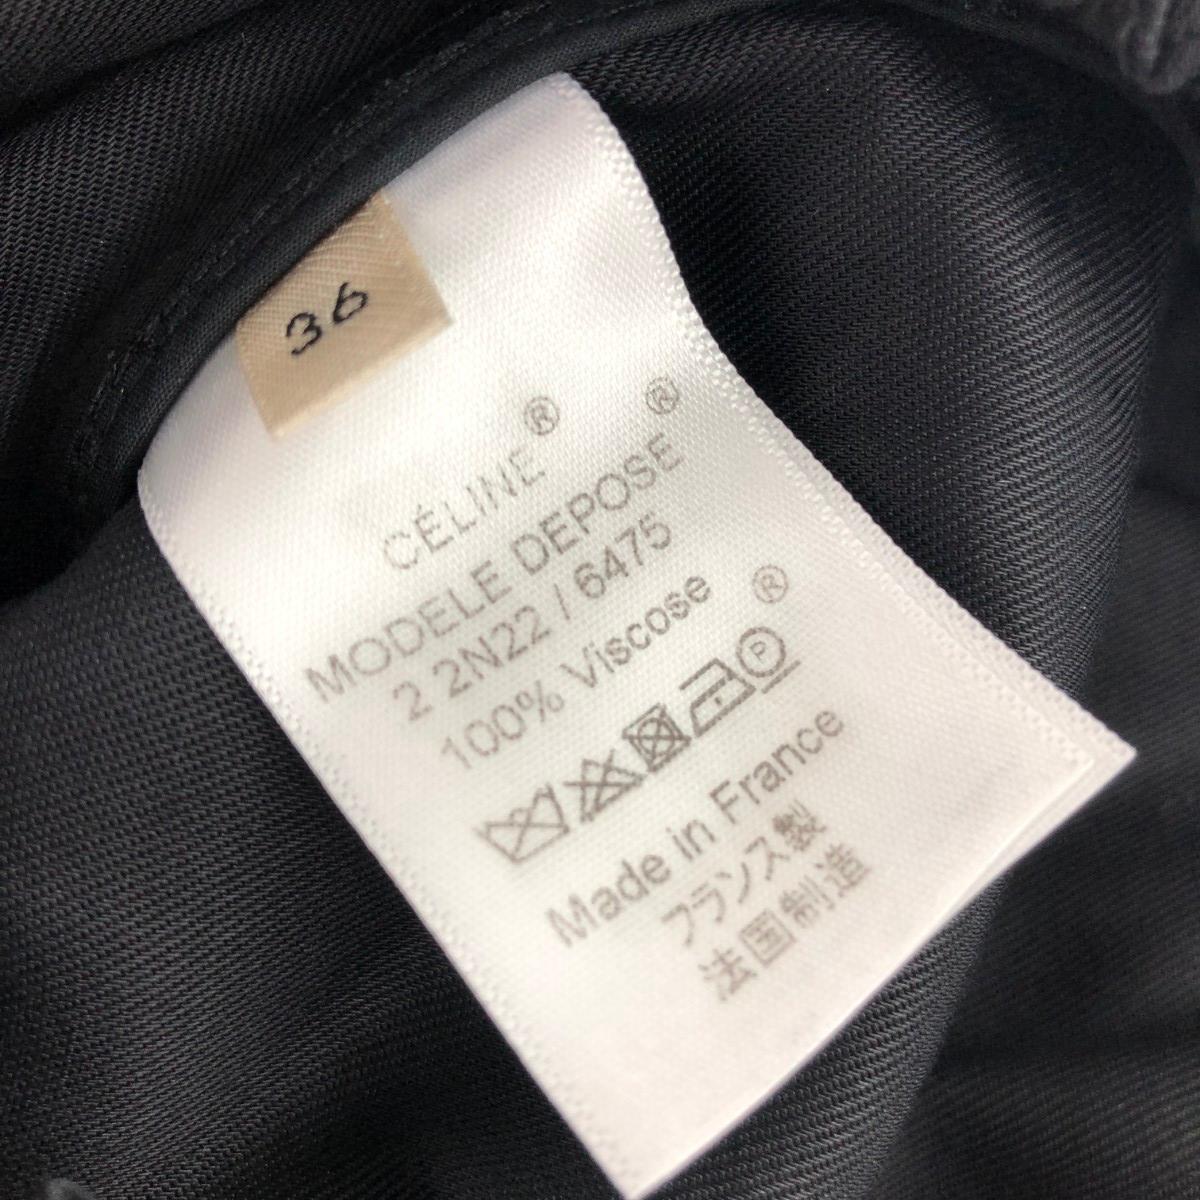 36
CÉLINE®
MODELE DEPOSE®
2 2N22 / 6475
100% Viscose
®
P
Made in France
フランス製
法国制造